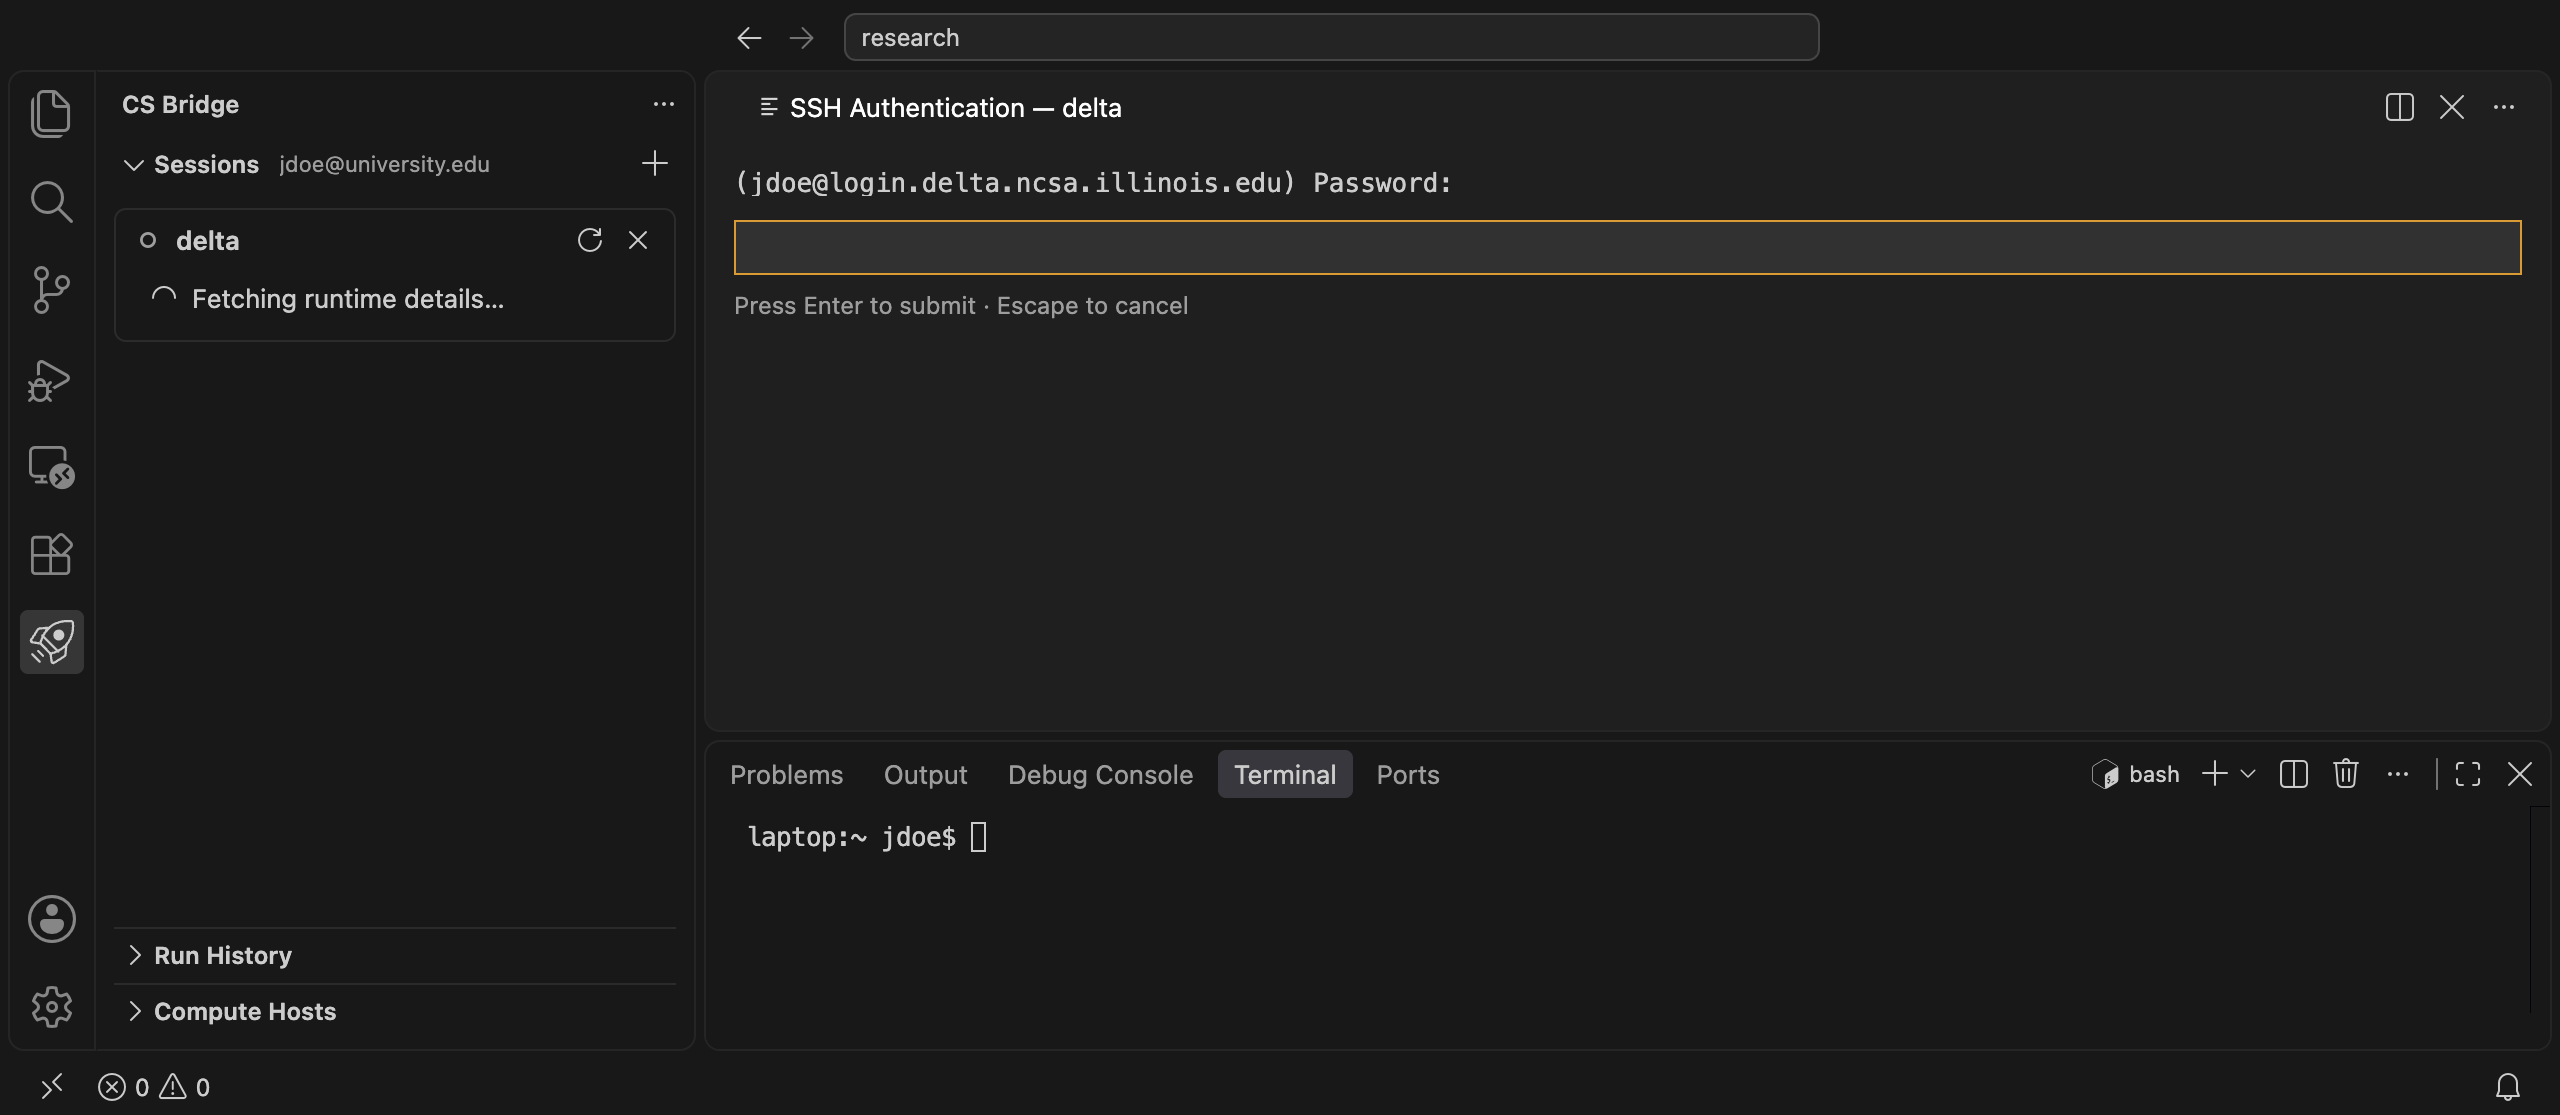 research
CS Bridge
Sessions jdoe@university.edu
delta
Fetching runtime details...
Run History
Compute Hosts
SSH Authentication — delta
(jdoe@login.delta.ncsa.illinois.edu) Password:
Press Enter to submit · Escape to cancel
Problems Output Debug Console Terminal Ports
bash
laptop:~ jdoe$
0 0